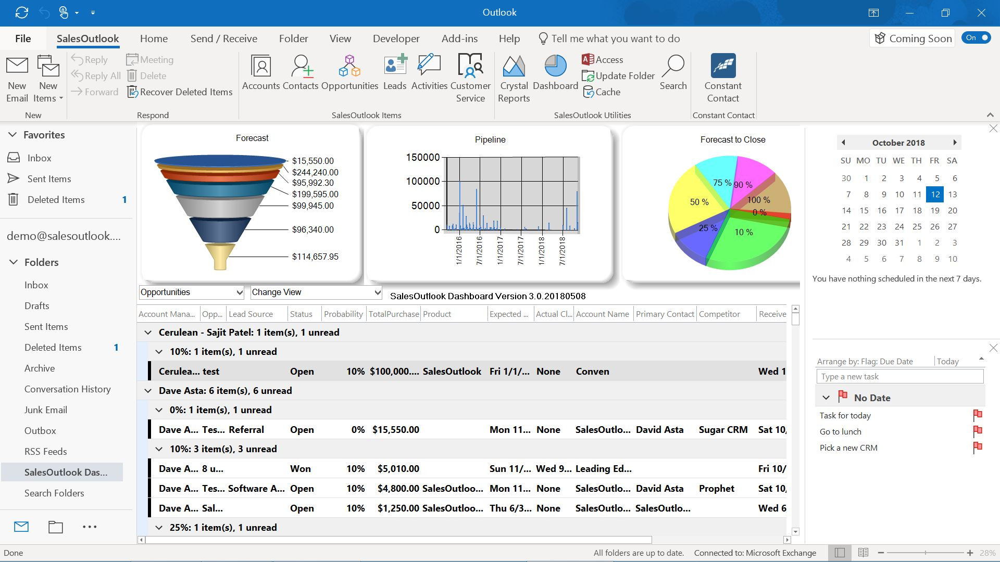 Outlook
File SalesOutlook Home Send / Receive Folder View Developer Add-ins Help Tell me what you want to do Coming Soon On
New Email
New Items
Reply
Reply All
Forward
Meeting
Delete
Recover Deleted Items
Accounts Contacts Opportunities Leads Activities Customer Service
Crystal Reports
Dashboard
Access
Update Folder
Cache
Search
Constant Contact
New Respond SalesOutlook Items SalesOutlook Utilities Constant Contact
Favorites
Inbox
Sent Items
Deleted Items 1
demo@salesoutlook....
Folders
Inbox
Drafts
Sent Items
Deleted Items 1
Archive
Conversation History
Junk Email
Outbox
RSS Feeds
SalesOutlook Das...
Search Folders
Forecast
$15,550.00
$244,240.00
$95,992.30
$199,595.00
$99,945.00
$96,340.00
$114,657.95
Pipeline
150000
100000
50000
0
1/1/2016 7/1/2016 1/1/2017 7/1/2017 1/1/2018 7/1/2018
Forecast to Close
75 % 90 %
50 % 100 %
0 %
25 % 10 %
Opportunities Change View SalesOutlook Dashboard Version 3.0.20180508
Account Mana... Opp... Lead Source Status Probability TotalPurchase Product Expected ... Actual Cl... Account Name Primary Contact Competitor Receive
Cerulean - Sajit Patel: 1 item(s), 1 unread
10%: 1 item(s), 1 unread
Cerulea... test Open 10% $100,000.... SalesOutlook Fri 1/1/... None Conven Wed 1
Dave Asta: 6 item(s), 6 unread
0%: 1 item(s), 1 unread
Dave A... Tes... Referral Open 0% $15,550.00 Mon 11... None SalesOutlo... David Asta Sugar CRM Sat 10/
10%: 3 item(s), 3 unread
Dave A... 8 u... Won 10% $5,010.00 Sun 11/... Wed 9... Leading Ed... Fri 10/
Dave A... Tes... Software A... Open 10% $4,800.00 SalesOutloo... Mon 11... None SalesOutlo... David Asta Prophet Sat 10/
Dave A... Sal... Open 10% $1,250.00 SalesOutloo... Thu 6/3... None SalesOutlo... SalesOutlo... Wed 6
25%: 1 item(s), 1 unread
October 2018
SU MO TU WE TH FR SA
30 1 2 3 4 5 6
7 8 9 10 11 12 13
14 15 16 17 18 19 20
21 22 23 24 25 26 27
28 29 30 31 1 2 3
4 5 6 7 8 9 10
You have nothing scheduled in the next 7 days.
Arrange by: Flag: Due Date Today
Type a new task
No Date
Task for today
Go to lunch
Pick a new CRM
Done All folders are up to date. Connected to: Microsoft Exchange 28%